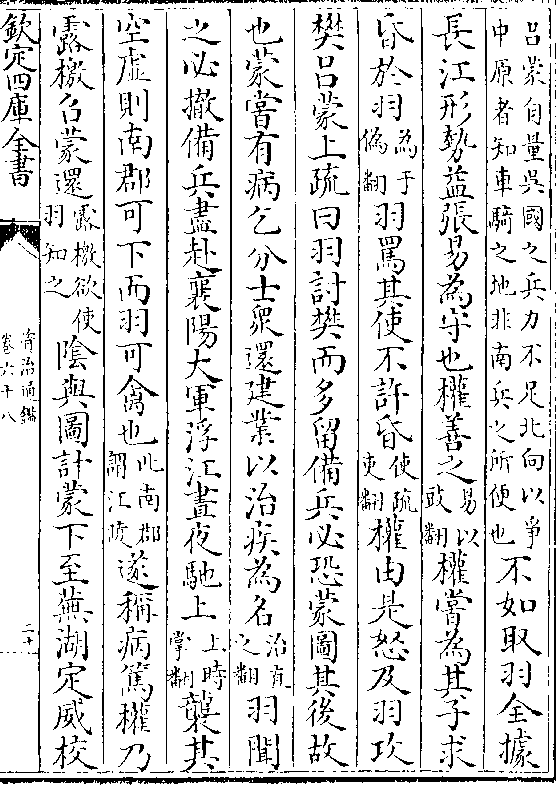 呂蒙自量吳國之兵力不足北向以爭
中原者知車騎之地非南兵之所便也不如取羽全據
長江形勢益張易為守也權善之易以豉翻權嘗為其子求
昏於羽為于偽翻羽罵其使不許昏使疏吏翻權由是怒及羽攻
樊呂蒙上疏曰羽討樊而多留備兵必恐蒙圖其後故
也蒙嘗有病乞分士衆還建業以治疾為名治直之翻羽聞
之必撤備兵盡赴襄陽大軍浮江晝夜馳上上時掌翻襲其
空虛則南郡可下而羽可禽也此南郡謂江陵遂稱病篤權乃
露檄召蒙還露檄欲使羽知之陰與圖計蒙下至蕪湖定威校
欽定四庫全書
資治通鑑
卷六十八
二十